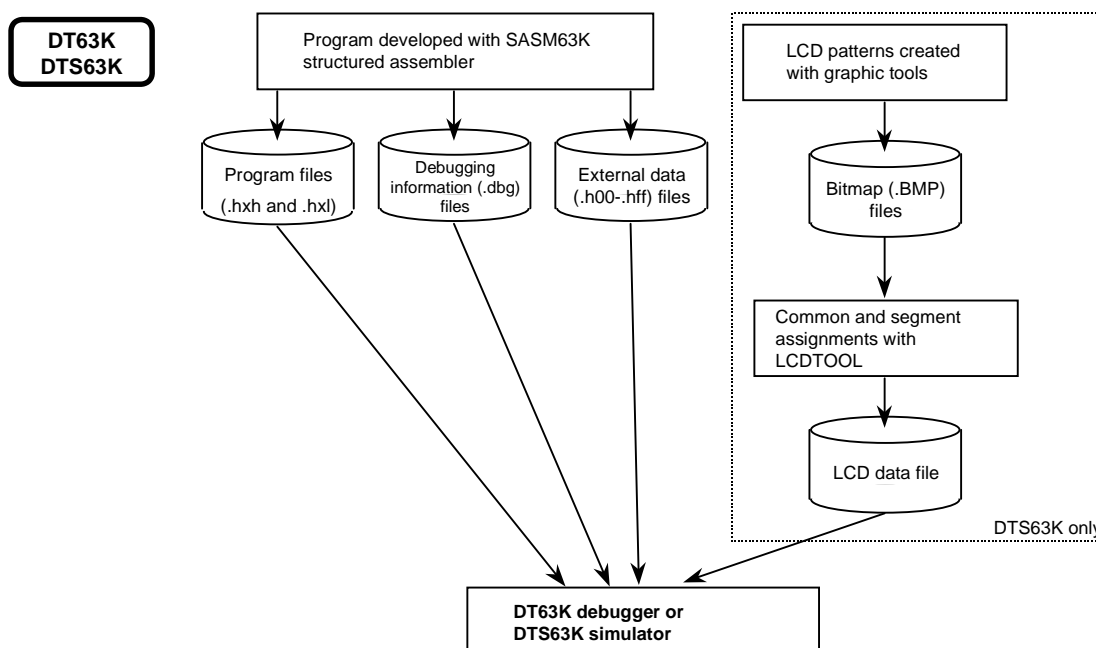 DT63K
DTS63K
Program developed with SASM63K
structured assembler
LCD patterns created
with graphic tools
Program files
(.hxh and .hxl)
Debugging
information (.dbg)
files
External data
(.h00-.hff) files
Bitmap (.BMP)
files
Common and segment
assignments with
LCDTOOL
LCD data file
DTS63K only
DT63K debugger or
DTS63K simulator